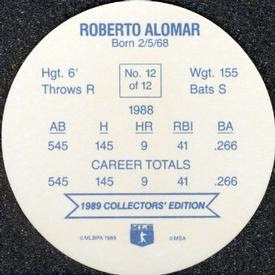 ROBERTO ALOMAR
Born 2/5/68
Hgt. 6' No. 12 Wgt. 155
Throws R of 12 Bats S
1988
AB H HR RBI BA
545 145 9 41 .266
CAREER TOTALS
545 145 9 41 .266
1989 COLLECTORS' EDITION
MLB
©MLBPA 1989 ©MSA